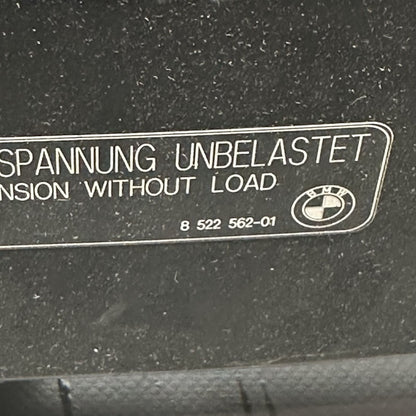 SPANNUNG UNBELASTET
NSION WITHOUT LOAD
8 522 562-01
BMW